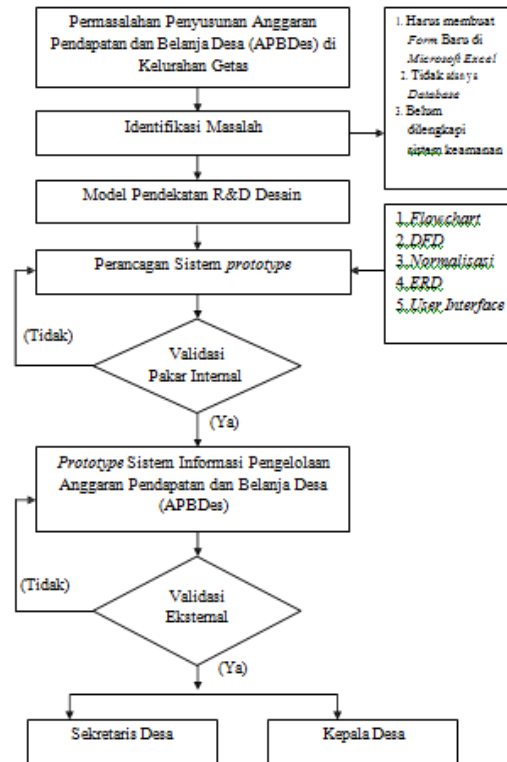 Permasalahan Penyusunan Anggaran
Pendapatan dan Belanja Desa (APBDes) di
Kelurahan Getas
1. Harus membuat
Form Baru di
Microsoft Excel
2. Tidak adanya
Database
3. Belum
dilengkapi
sistem keamanan
Identifikasi Masalah
Model Pendekatan R&D Desain
Perancagan Sistem prototype
1. Flowchart
2. DFD
3. Normalisasi
4. ERD
5. User Interface
(Tidak)
Validasi
Pakar Internal
(Ya)
Prototype Sistem Informasi Pengelolaan
Anggaran Pendapatan dan Belanja Desa
(APBDes)
(Tidak)
Validasi
Eksternal
(Ya)
Sekretaris Desa
Kepala Desa